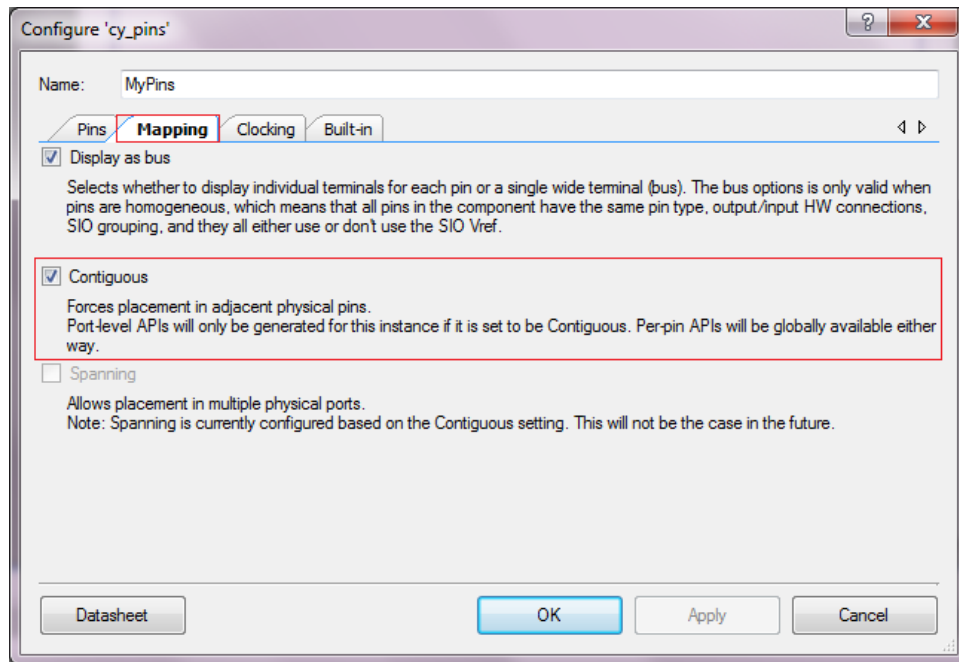 Configure 'cy_pins'
Name: MyPins
Pins Mapping Clocking Built-in
Display as bus
Selects whether to display individual terminals for each pin or a single wide terminal (bus). The bus options is only valid when
pins are homogeneous, which means that all pins in the component have the same pin type, output/input HW connections,
SIO grouping, and they all either use or don't use the SIO Vref.
Contiguous
Forces placement in adjacent physical pins.
Port-level APIs will only be generated for this instance if it is set to be Contiguous. Per-pin APIs will be globally available either
way.
Spanning
Allows placement in multiple physical ports.
Note: Spanning is currently configured based on the Contiguous setting. This will not be the case in the future.
Datasheet OK Apply Cancel